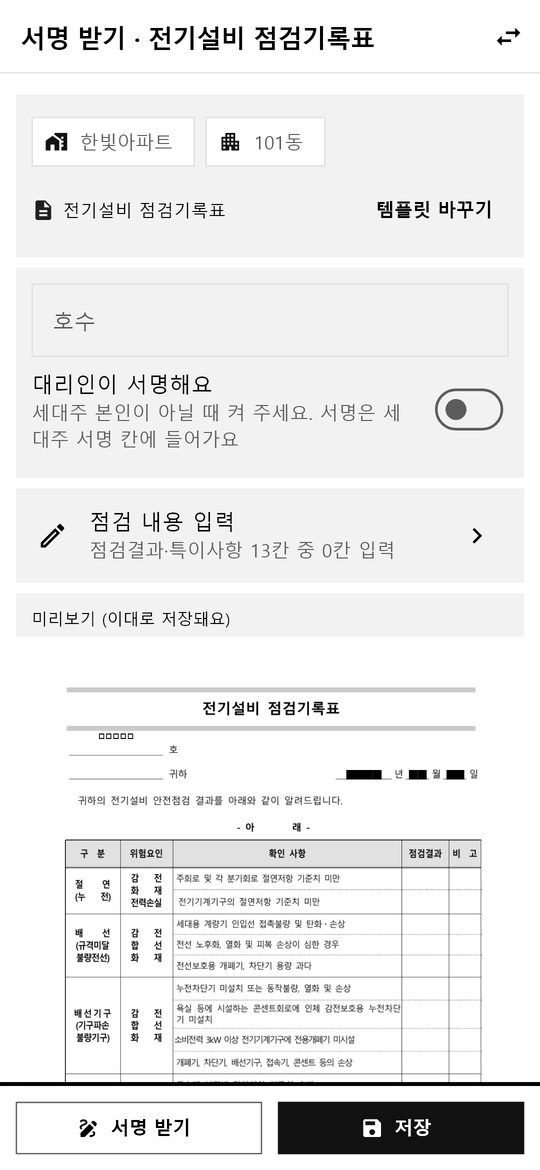 서명 받기 · 전기설비 점검기록표
한빛아파트
101동
전기설비 점검기록표
템플릿 바꾸기
호수
대리인이 서명해요
세대주 본인이 아닐 때 켜 주세요. 서명은 세
대주 서명 칸에 들어가요
점검 내용 입력
점검결과·특이사항 13칸 중 0칸 입력
미리보기 (이대로 저장돼요)
전기설비 점검기록표
호
귀하
년 월 일
귀하의 전기설비 안전점검 결과를 아래와 같이 알려드립니다.
- 아 래 -
구 분 위험요인 확인 사항 점검결과 비 고
절 연
(누 전)
감 전
화 재
전력손실
주회로 및 각 분기회로 절연저항 기준치 미만
전기기계기구의 절연저항 기준치 미만
배 선
(규격미달
불량전선)
감 전
합 선
화 재
세대용 계량기 인입선 접촉불량 및 탄화·손상
전선 노후화, 열화 및 피복 손상이 심한 경우
전선보호용 개폐기, 차단기 용량 과다
배선기구
(기구파손
불량기구)
감 전
합 선
화 재
누전차단기 미설치 또는 동작불량, 열화 및 손상
욕실 등에 시설하는 콘센트회로에 인체 감전보호용 누전차단
기 미설치
소비전력 3kW 이상 전기기계기구에 전용개폐기 미시설
개폐기, 차단기, 배선기구, 접속기, 콘센트 등의 손상
서명 받기
저장